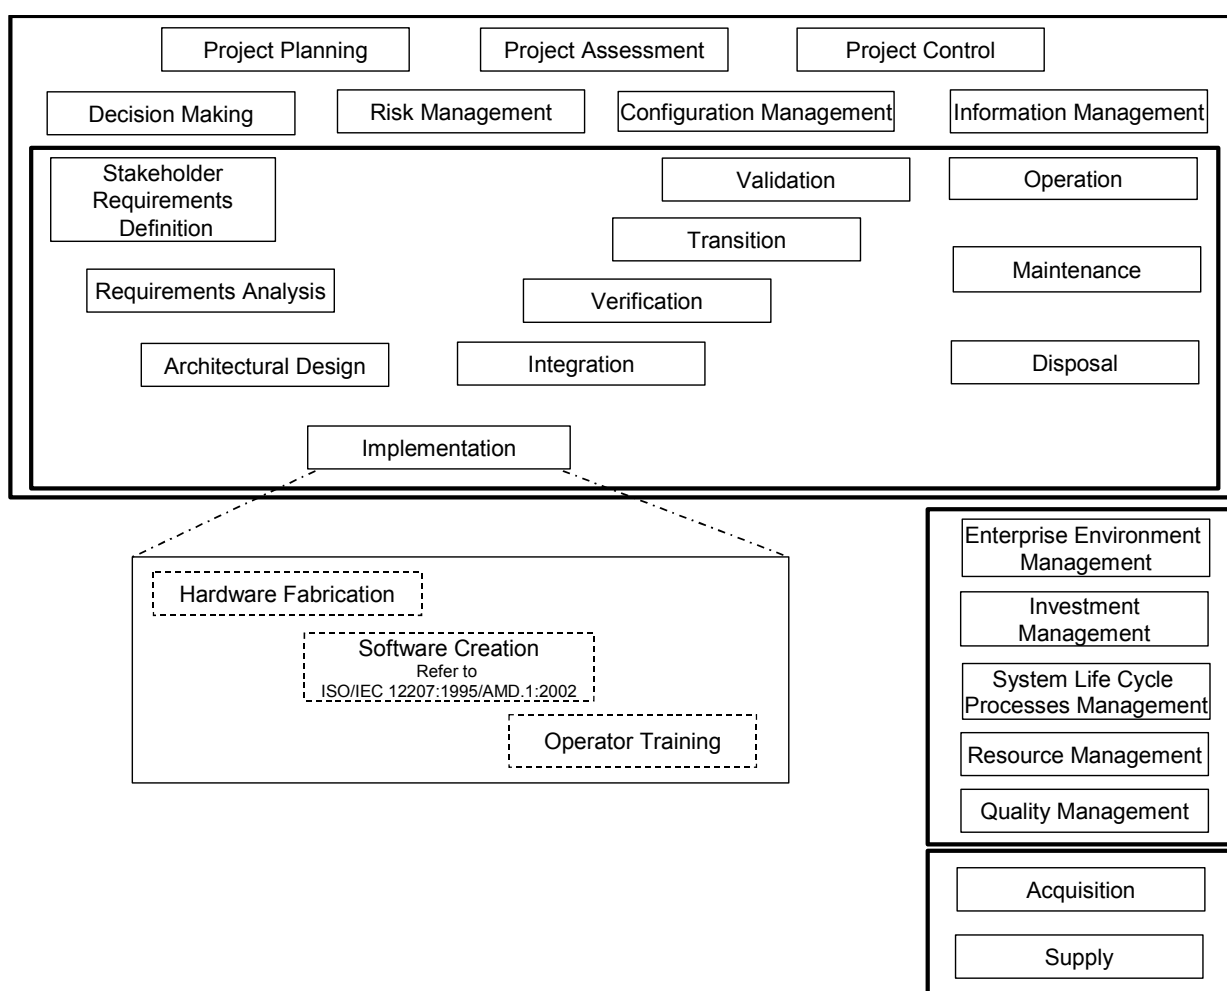 Project Planning
Project Assessment
Project Control
Decision Making
Risk Management
Configuration Management
Information Management
Stakeholder
Requirements
Definition
Validation
Operation
Transition
Requirements Analysis
Verification
Maintenance
Architectural Design
Integration
Disposal
Implementation
Hardware Fabrication
Software Creation
Refer to
ISO/IEC 12207:1995/AMD.1:2002
Operator Training
Enterprise Environment
Management
Investment
Management
System Life Cycle
Processes Management
Resource Management
Quality Management
Acquisition
Supply